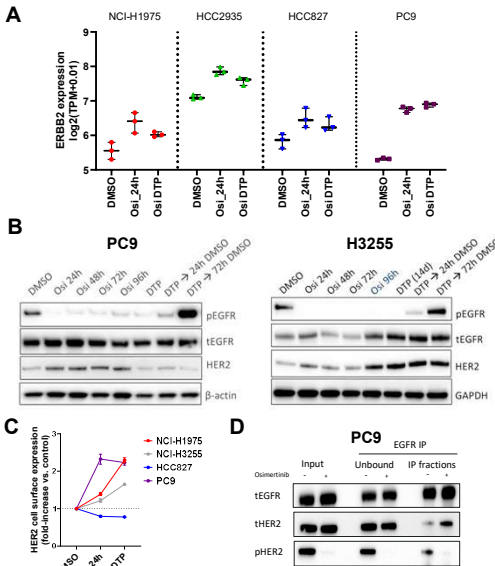 A
NCI-H1975 HCC2935 HCC827 PC9
ERBB2 expression
log2(TPM+0.01)
9
8
7
6
5
DMSO Osi_24h Osi DTP DMSO Osi_24h Osi DTP DMSO Osi_24h Osi DTP DMSO Osi_24h Osi DTP
B
PC9
DMSO Osi 24h Osi 48h Osi 72h Osi 96h DTP DTP → 24h DMSO DTP → 72h DMSO
pEGFR
tEGFR
HER2
β-actin
H3255
DMSO Osi 24h Osi 48h Osi 72h Osi 96h DTP (14d) DTP → 24h DMSO DTP → 72h DMSO
pEGFR
tEGFR
HER2
GAPDH
C
HER2 cell surface expression
(fold-increase vs. control)
3
2
1
0
NCI-H1975
NCI-H3255
HCC827
PC9
DMSO 24h DTP
D
PC9
EGFR IP
Input Unbound IP fractions
Osimertinib - + - + - +
tEGFR
tHER2
pHER2